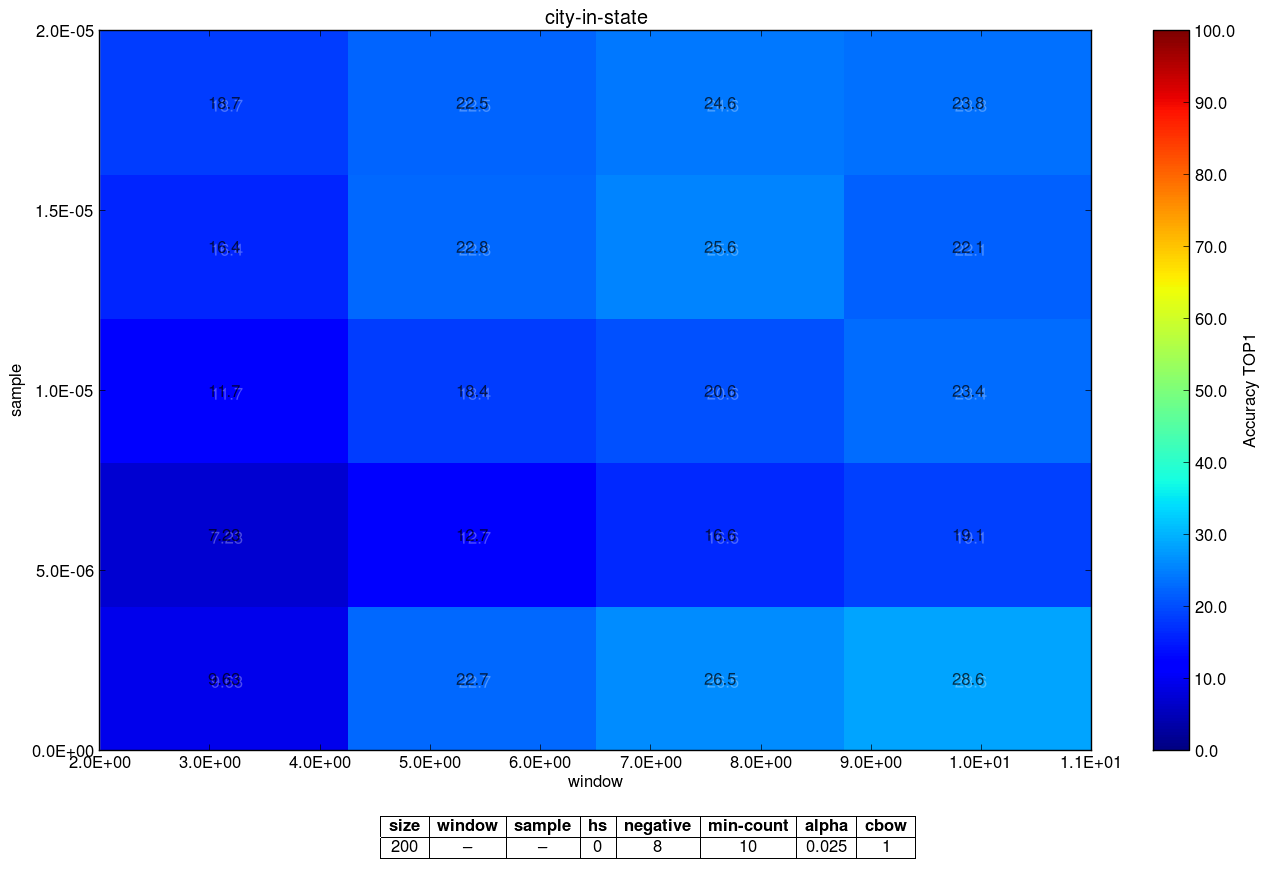 city-in-state
2.0E-05
100.0
18.7 22.5 24.6 23.8
90.0
80.0
1.5E-05
16.4 22.8 25.6 22.1
70.0
60.0
sample
1.0E-05
11.7 18.4 20.6 23.4
50.0
Accuracy TOP1
40.0
30.0
7.23 12.7 16.6 19.1
5.0E-06
20.0
22.7 26.5 28.6
10.0
0.0E+00
0.0
2.0E+00 3.0E+00 4.0E+00 5.0E+00 6.0E+00 7.0E+00 8.0E+00 9.0E+00 1.0E+01 1.1E+01
window
size window sample hs negative min-count alpha cbow
200 – – 0 8 10 0.025 1